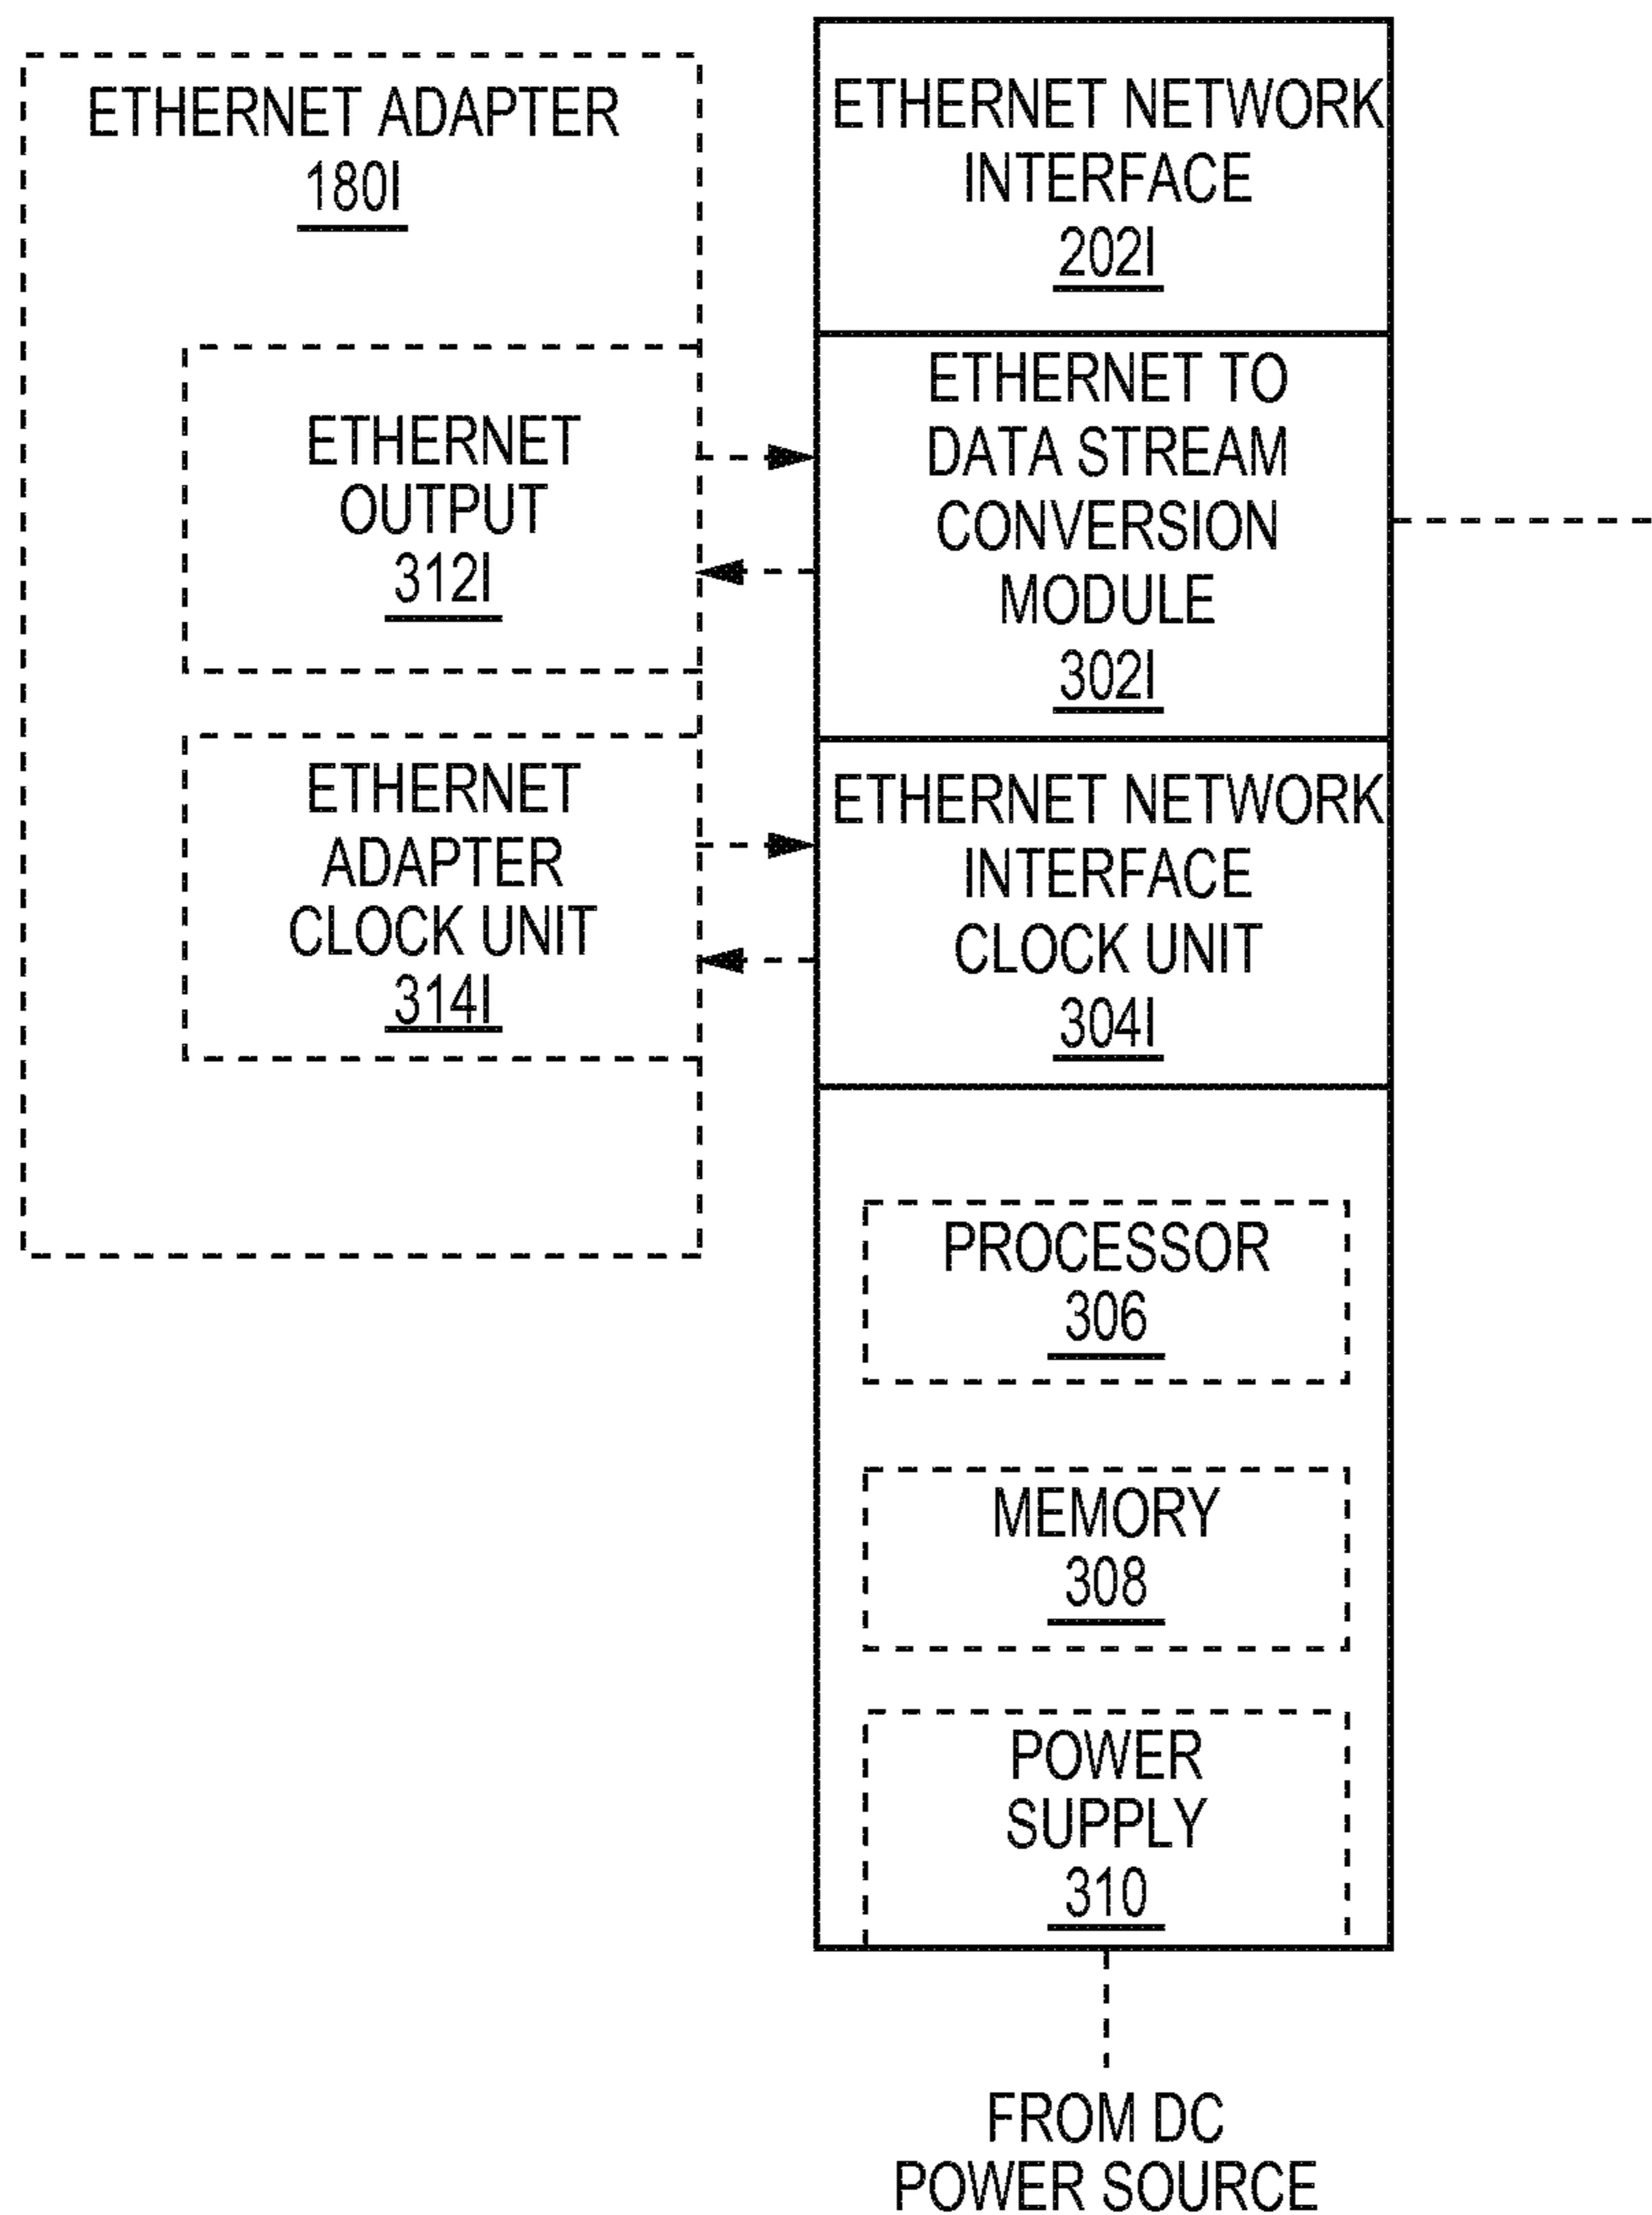 ETHERNET ADAPTER
180I
ETHERNET
OUTPUT
312I
ETHERNET
ADAPTER
CLOCK UNIT
314I
ETHERNET NETWORK
INTERFACE
202I
ETHERNET TO
DATA STREAM
CONVERSION
MODULE
302I
ETHERNET NETWORK
INTERFACE
CLOCK UNIT
304I
PROCESSOR
306
MEMORY
308
POWER
SUPPLY
310
FROM DC
POWER SOURCE